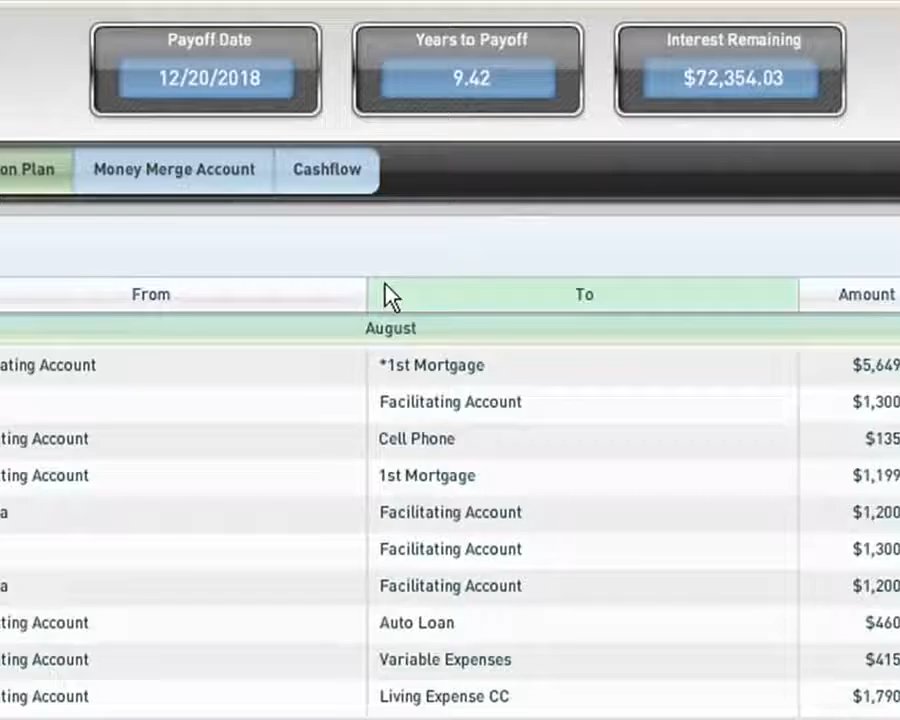 Payoff Date Years to Payoff Interest Remaining
12/20/2018 9.42 $72,354.03
on Plan Money Merge Account Cashflow
From To Amount
August
ating Account *1st Mortgage $5,649
Facilitating Account $1,300
ting Account Cell Phone $135
ting Account 1st Mortgage $1,199
a Facilitating Account $1,200
Facilitating Account $1,300
a Facilitating Account $1,200
ting Account Auto Loan $460
ting Account Variable Expenses $415
ting Account Living Expense CC $1,790